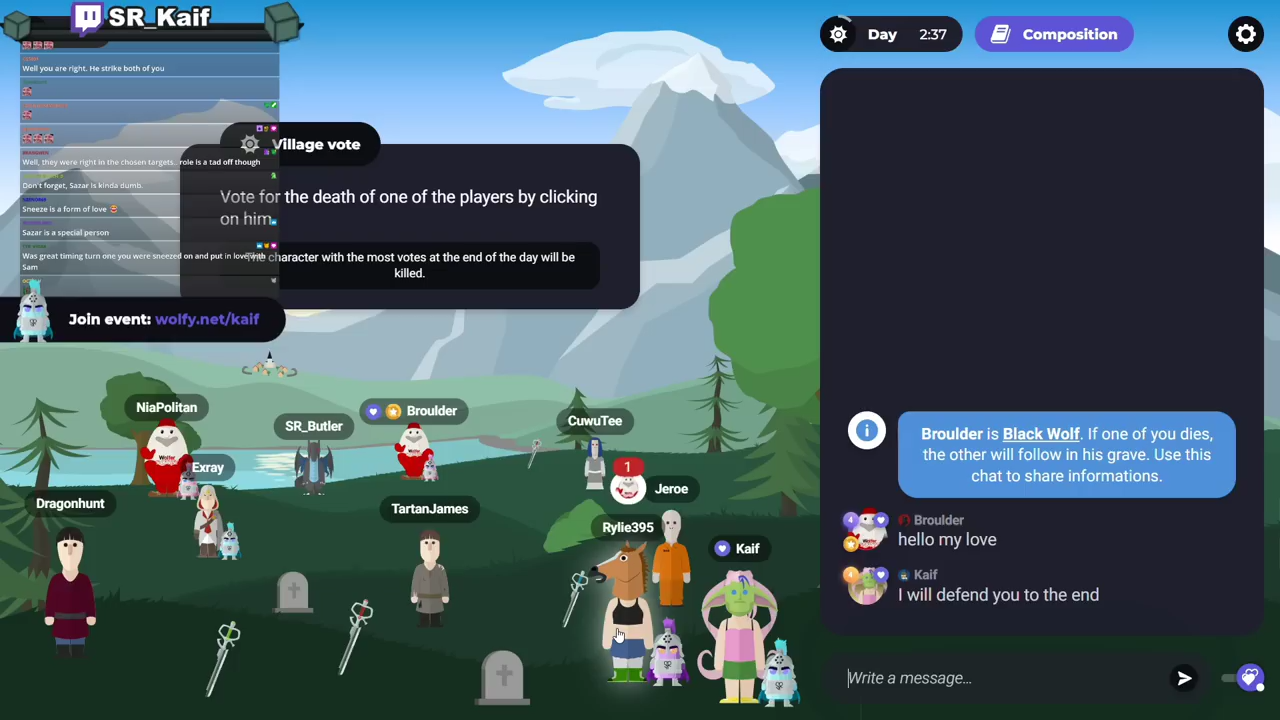 SR_Kaif
Day 2:37
Composition
Well you are right. He strike both of you
Well, they were right in the chosen targets.. role is a tad off though
Don't forget, Sazar is kinda dumb.
Sneeze is a form of love
Sazar is a special person
Was great timing turn one you were sneezed on and put in love with
Sam
Village vote
Vote for the death of one of the players by clicking
on him.
The character with the most votes at the end of the day will be
killed.
Join event: wolfy.net/kaif
NiaPolitan
SR_Butler
Broulder
CuwuTee
Exray
Dragonhunt
TartanJames
1
Jeroe
Rylie395
Kaif
Broulder is Black Wolf. If one of you dies,
the other will follow in his grave. Use this
chat to share informations.
4
Broulder
hello my love
4
Kaif
I will defend you to the end
Write a message...